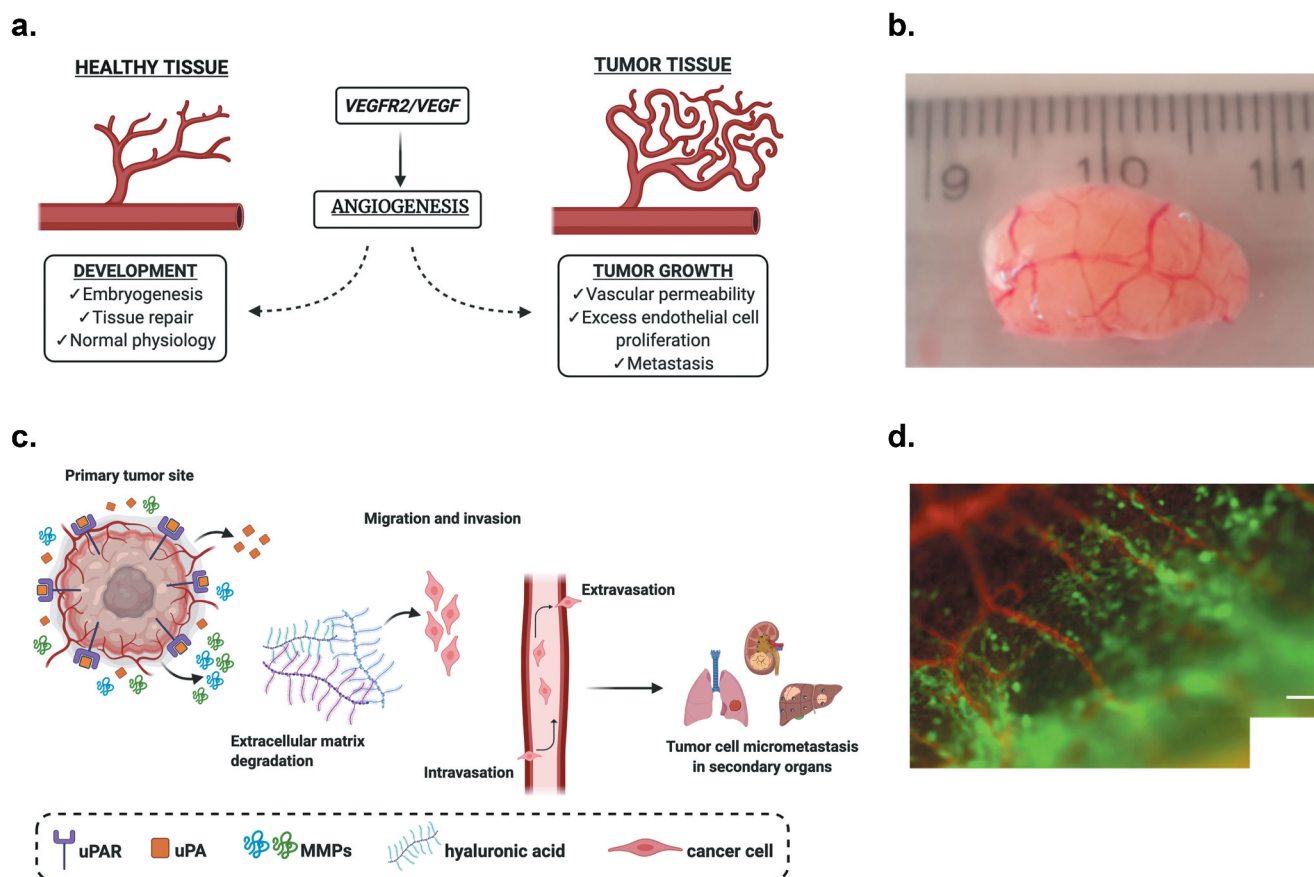 a.
HEALTHY TISSUE
VEGFR2/VEGF
TUMOR TISSUE
ANGIOGENESIS
DEVELOPMENT
✓Embryogenesis
✓Tissue repair
✓Normal physiology
TUMOR GROWTH
✓Vascular permeability
✓Excess endothelial cell
proliferation
✓Metastasis
b.
9 10 11
c.
Primary tumor site
Migration and invasion
Extravasation
Extracellular matrix
degradation
Intravasation
Tumor cell micrometastasis
in secondary organs
uPAR
uPA
MMPs
hyaluronic acid
cancer cell
d.